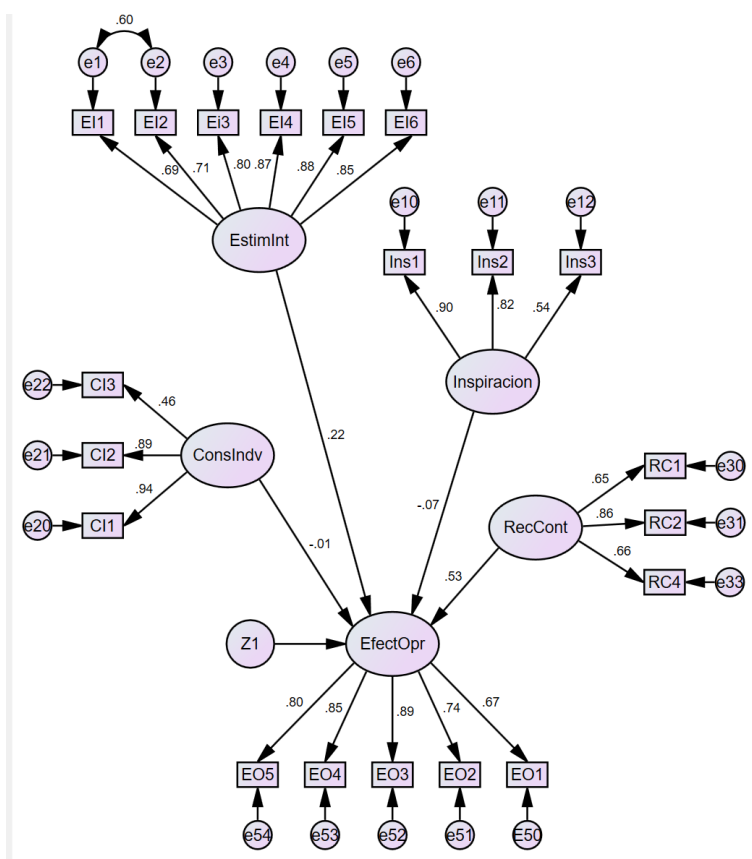 .60
e1 e2 e3 e4 e5 e6
EI1 EI2 Ei3 EI4 EI5 EI6
.69 .71 .80 .87 .88 .85
EstimInt
e10 e11 e12
Ins1 Ins2 Ins3
.90 .82 .54
Inspiracion
e22 CI3 .46
e21 CI2 .89 ConsIndv
e20 CI1 .94
.22
-.07
-.01
.65 RC1 e30
RecCont .86 RC2 e31
.66 RC4 e33
.53
Z1 EfectOpr
.80 .85 .89 .74 .67
EO5 EO4 EO3 EO2 EO1
e54 e53 e52 e51 E50